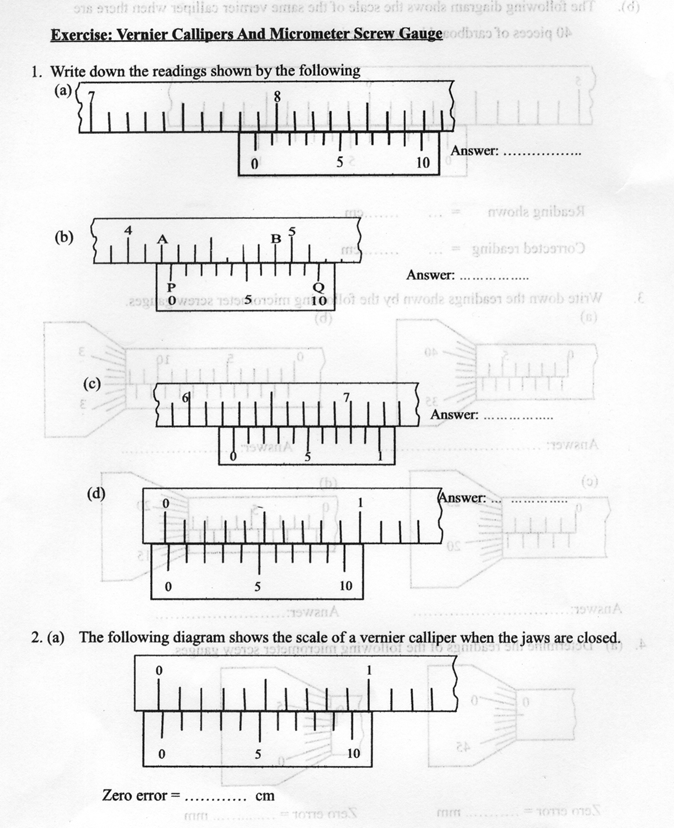 Exercise: Vernier Callipers And Micrometer Screw Gauge
1. Write down the readings shown by the following
(a) 7 8
0 5 10
Answer: ................
(b) 4 A B 5
P Q
0 5 10
Answer: ..................
(c) 6 7
0 5 1
Answer: ..................
(d) 0 1
0 5 10
Answer: ... ...............
2. (a) The following diagram shows the scale of a vernier calliper when the jaws are closed.
0 1
0 5 10
Zero error = ............ cm